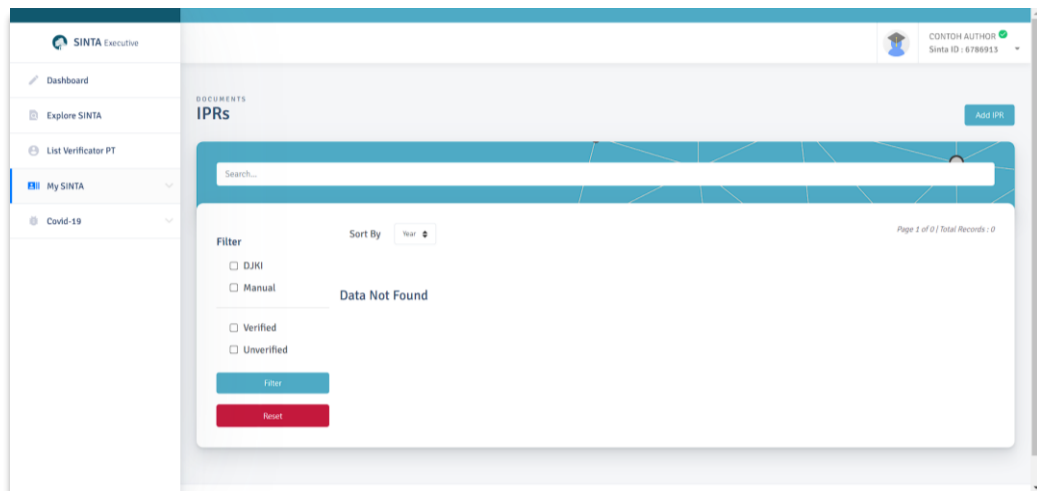 SINTA Executive
CONTOH AUTHOR
Sinta ID : 6786913
Dashboard
Explore SINTA
List Verificator PT
My SINTA
Covid-19
DOCUMENTS
IPRs
Add IPR
Search...
Filter
DJKI
Manual
Verified
Unverified
Filter
Reset
Sort By Year
Page 1 of 0 | Total Records : 0
Data Not Found